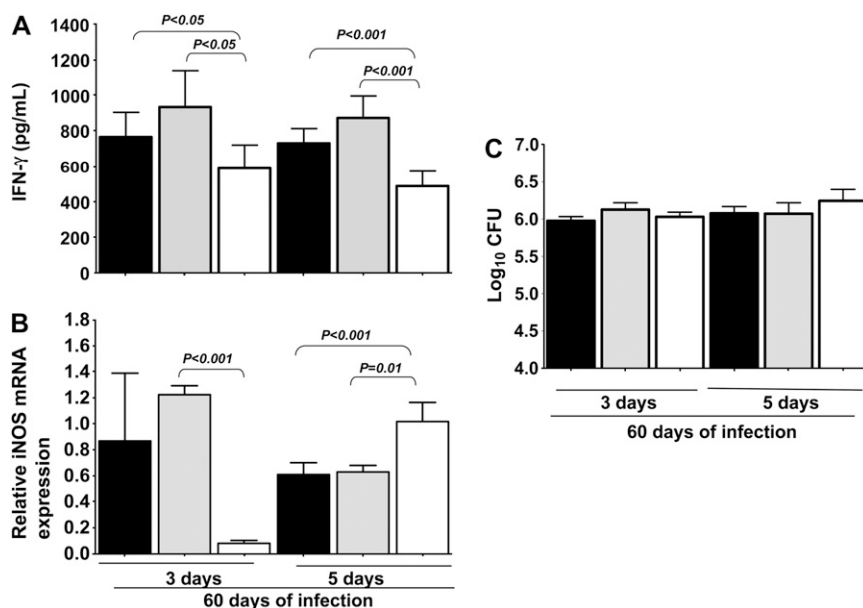 A
IFN-γ (pg/mL)
1400
1200
1000
800
600
400
200
0
P<0.05
P<0.05
P<0.001
P<0.001
B
Relative iNOS mRNA
expression
1.8
1.6
1.4
1.2
1.0
0.8
0.6
0.4
0.2
0.0
P<0.001
P<0.001
P=0.01
3 days 5 days
60 days of infection
C
Log10 CFU
7.0
6.5
6.0
5.5
5.0
4.5
4.0
3 days 5 days
60 days of infection